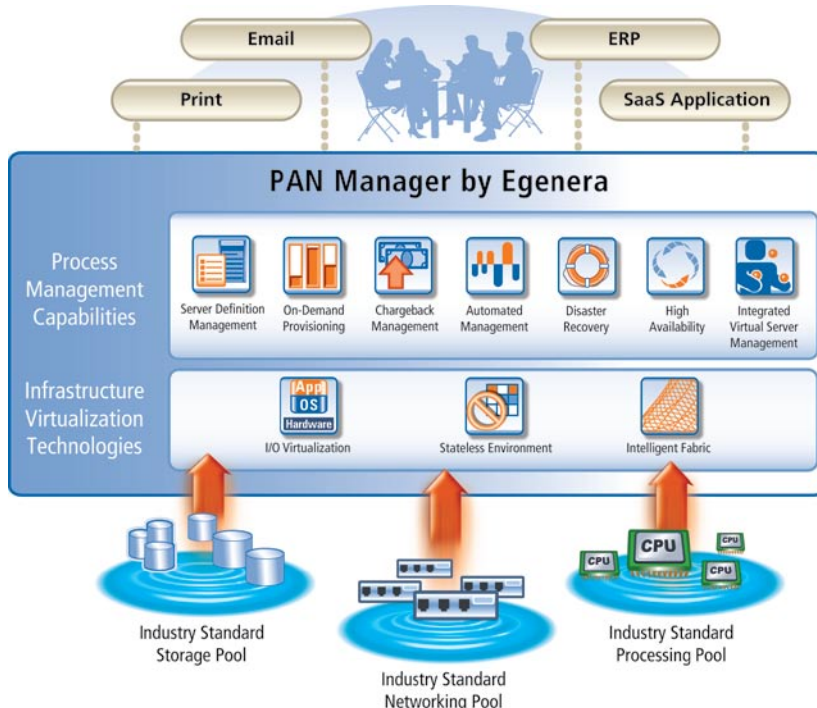 Email
ERP
Print
SaaS Application
PAN Manager by Egenera
Process
Management
Capabilities
Server Definition
Management
On-Demand
Provisioning
Chargeback
Management
Automated
Management
Disaster
Recovery
High
Availability
Integrated
Virtual Server
Management
Infrastructure
Virtualization
Technologies
App
OS
Hardware
I/O Virtualization
Stateless Environment
Intelligent Fabric
CPU
CPU
CPU
CPU
Industry Standard
Storage Pool
Industry Standard
Networking Pool
Industry Standard
Processing Pool